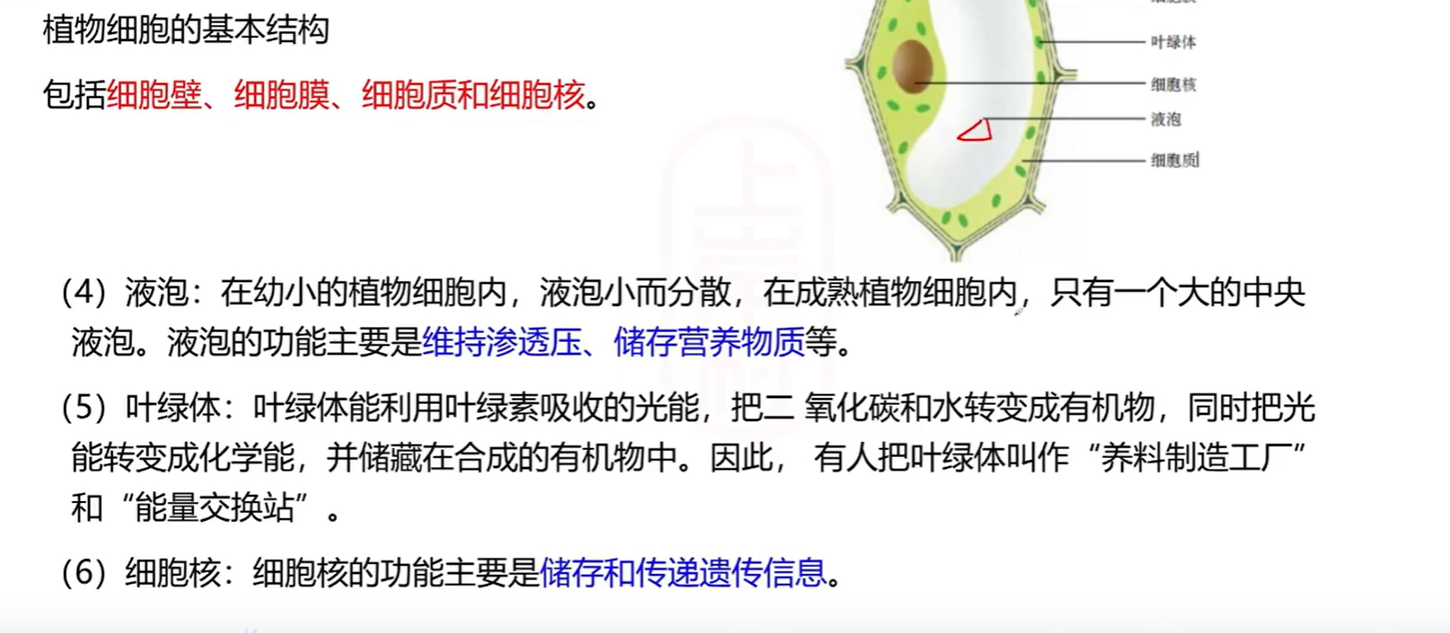 植物细胞的基本结构
包括细胞壁、细胞膜、细胞质和细胞核。
叶绿体
细胞核
液泡
细胞质
（4）液泡：在幼小的植物细胞内，液泡小而分散，在成熟植物细胞内，只有一个大的中央
液泡。液泡的功能主要是维持渗透压、储存营养物质等。
（5）叶绿体：叶绿体能利用叶绿素吸收的光能，把二 氧化碳和水转变成有机物，同时把光
能转变成化学能，并储藏在合成的有机物中。因此， 有人把叶绿体叫作“养料制造工厂”
和“能量交换站”。
（6）细胞核：细胞核的功能主要是储存和传递遗传信息。